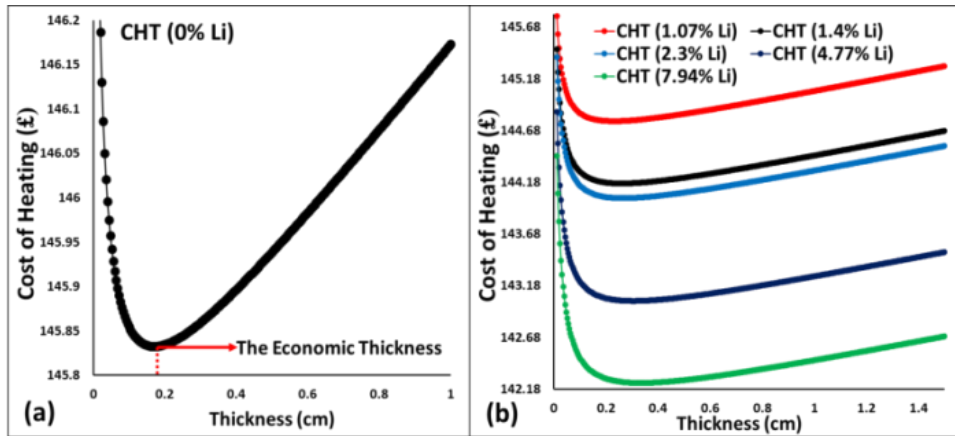 CHT (0% Li)
146.2
146.15
146.1
146.05
146
145.95
145.9
145.85
145.8
Cost of Heating (£)
The Economic Thickness
0 0.2 0.4 0.6 0.8 1
Thickness (cm)
(a)
CHT (1.07% Li) CHT (1.4% Li)
CHT (2.3% Li) CHT (4.77% Li)
CHT (7.94% Li)
145.68
145.18
144.68
144.18
143.68
143.18
142.68
142.18
Cost of Heating (£)
0 0.2 0.4 0.6 0.8 1 1.2 1.4
Thickness (cm)
(b)